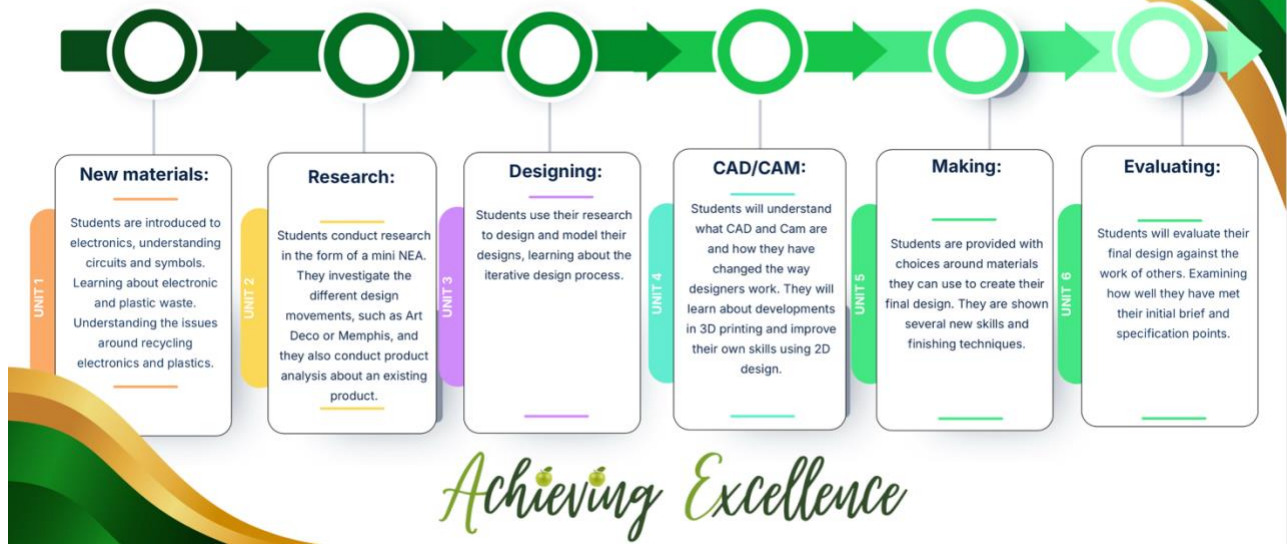 UNIT 1
New materials:
Students are introduced to
electronics, understanding
circuits and symbols.
Learning about electronic
and plastic waste.
Understanding the issues
around recycling
electronics and plastics.
UNIT 2
Research:
Students conduct research
in the form of a mini NEA.
They investigate the
different design
movements, such as Art
Deco or Memphis, and
they also conduct product
analysis about an existing
product.
UNIT 3
Designing:
Students use their research
to design and model their
designs, learning about the
iterative design process.
UNIT 4
CAD/CAM:
Students will understand
what CAD and Cam are
and how they have
changed the way
designers work. They will
learn about developments
in 3D printing and improve
their own skills using 2D
design.
UNIT 5
Making:
Students are provided with
choices around materials
they can use to create their
final design. They are shown
several new skills and
finishing techniques.
UNIT 6
Evaluating:
Students will evaluate their
final design against the
work of others. Examining
how well they have met
their initial brief and
specification points.
Achieving Excellence